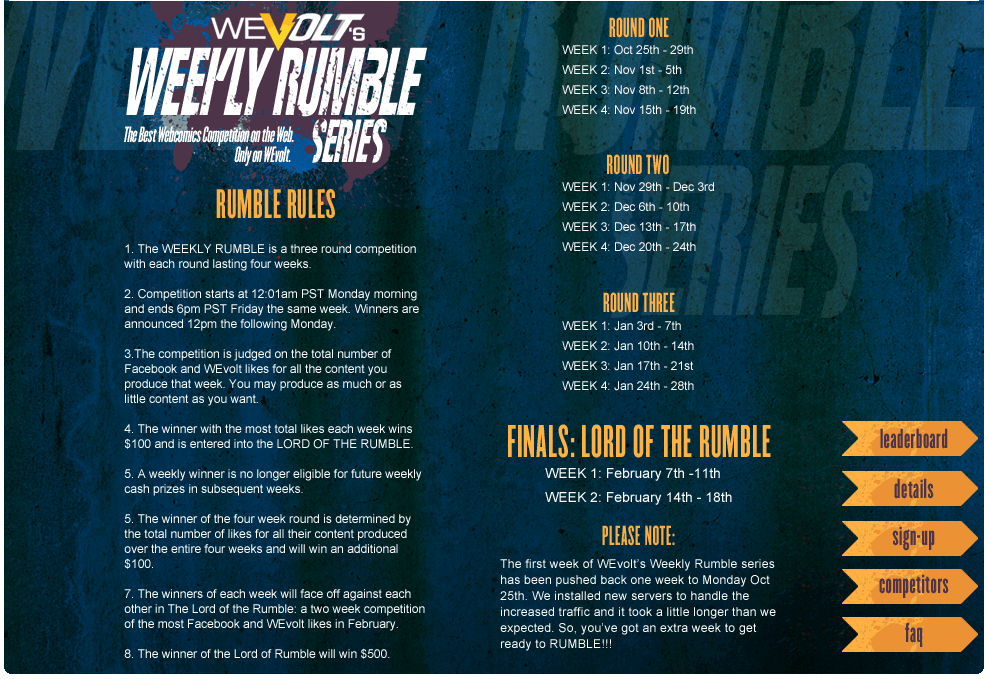 WEVOLT'S
WEEKLY RUMBLE
The Best Webcomics Competition on the Web.
Only on WEvolt.
SERIES
RUMBLE RULES
1. The WEEKLY RUMBLE is a three round competition
with each round lasting four weeks.
2. Competition starts at 12:01am PST Monday morning
and ends 6pm PST Friday the same week. Winners are
announced 12pm the following Monday.
3.The competition is judged on the total number of
Facebook and WEvolt likes for all the content you
produce that week. You may produce as much or as
little content as you want.
4. The winner with the most total likes each week wins
$100 and is entered into the LORD OF THE RUMBLE.
5. A weekly winner is no longer eligible for future weekly
cash prizes in subsequent weeks.
5. The winner of the four week round is determined by
the total number of likes for all their content produced
over the entire four weeks and will win an additional
$100.
7. The winners of each week will face off against each
other in The Lord of the Rumble: a two week competition
of the most Facebook and WEvolt likes in February.
8. The winner of the Lord of Rumble will win $500.
ROUND ONE
WEEK 1: Oct 25th - 29th
WEEK 2: Nov 1st - 5th
WEEK 3: Nov 8th - 12th
WEEK 4: Nov 15th - 19th
ROUND TWO
WEEK 1: Nov 29th - Dec 3rd
WEEK 2: Dec 6th - 10th
WEEK 3: Dec 13th - 17th
WEEK 4: Dec 20th - 24th
ROUND THREE
WEEK 1: Jan 3rd - 7th
WEEK 2: Jan 10th - 14th
WEEK 3: Jan 17th - 21st
WEEK 4: Jan 24th - 28th
FINALS: LORD OF THE RUMBLE
WEEK 1: February 7th -11th
WEEK 2: February 14th - 18th
PLEASE NOTE:
The first week of WEvolt's Weekly Rumble series
has been pushed back one week to Monday Oct
25th. We installed new servers to handle the
increased traffic and it took a little longer than we
expected. So, you've got an extra week to get
ready to RUMBLE!!!
leaderboard
details
sign-up
competitors
faq